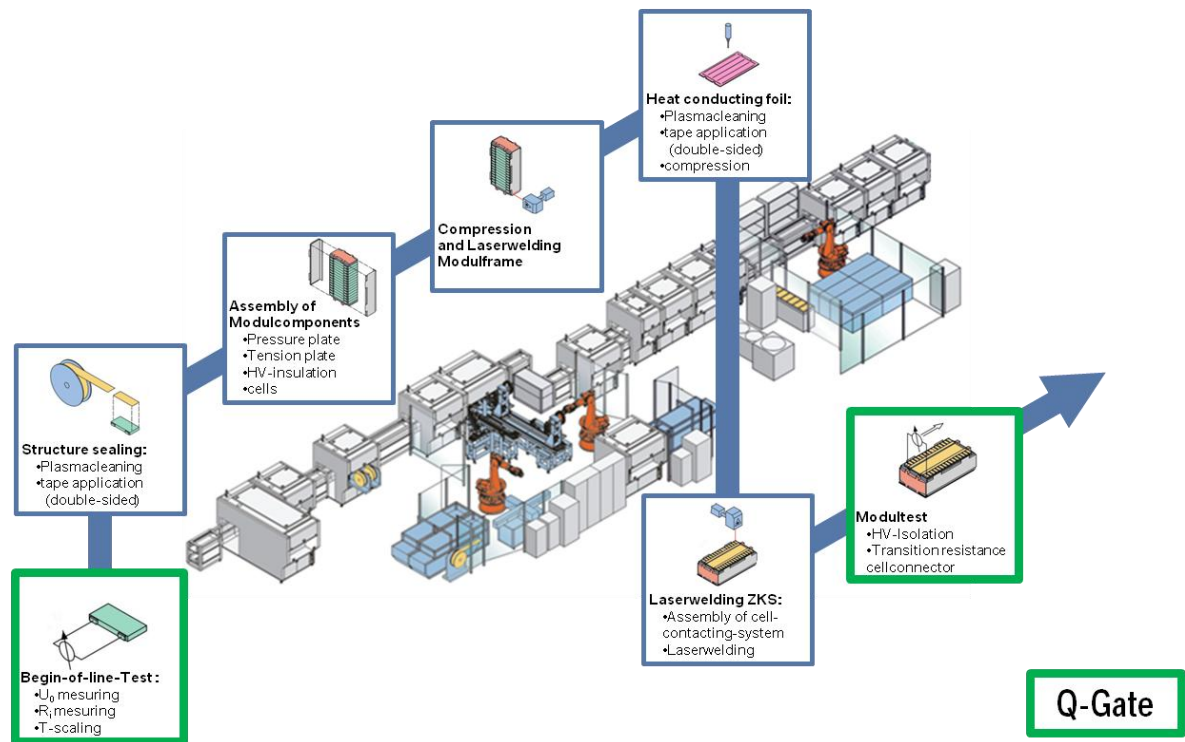 Begin-of-line-Test:
•U0 mesuring
•Ri mesuring
•T-scaling
Structure sealing:
•Plasmacleaning
•tape application
(double-sided)
Assembly of
Modulcomponents
•Pressure plate
•Tension plate
•HV-insulation
•cells
Compression
and Laserwelding
Modulframe
Heat conducting foil:
•Plasmacleaning
•tape application
(double-sided)
•compression
Laserwelding ZKS:
•Assembly of cell-
contacting-system
•Laserwelding
Modultest
•HV-Isolation
•Transition resistance
cellconnector
Q-Gate